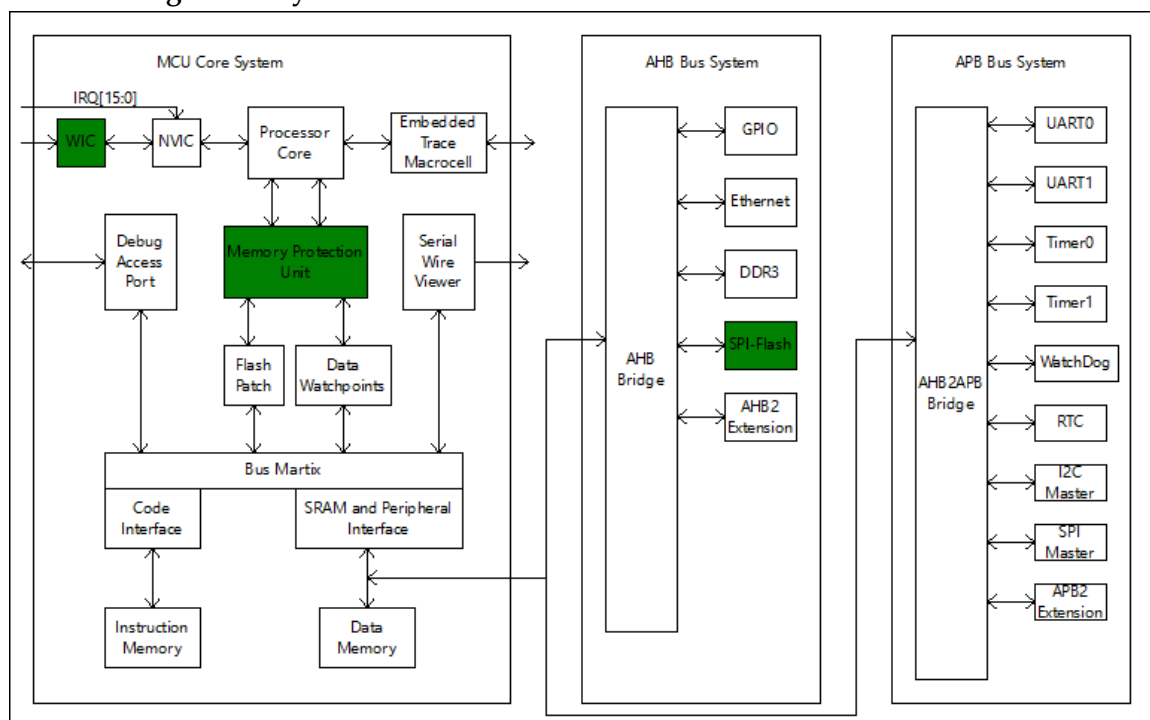 MCU Core System
IRQ[15:0]
WIC
NVIC
Processor
Core
Embedded
Trace
Macrocell
Debug
Access
Port
Memory Protection
Unit
Serial
Wire
Viewer
Flash
Patch
Data
Watchpoints
Bus Martix
Code
Interface
SRAM and Peripheral
Interface
Instruction
Memory
Data
Memory
AHB Bus System
AHB
Bridge
GPIO
Ethernet
DDR3
SPI-Flash
AHB2
Extension
APB Bus System
AHB2APB
Bridge
UART0
UART1
Timer0
Timer1
WatchDog
RTC
I2C
Master
SPI
Master
APB2
Extension